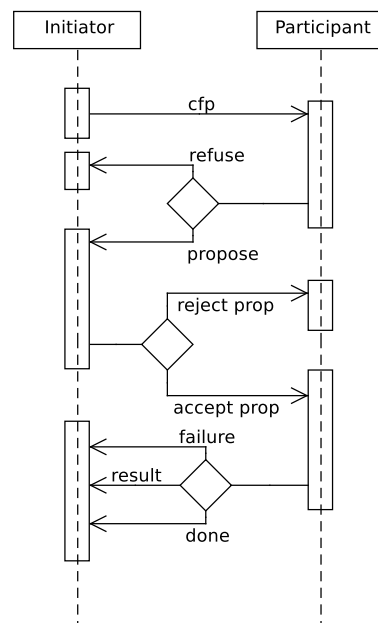 Initiator
Participant
cfp
refuse
propose
reject prop
accept prop
failure
result
done